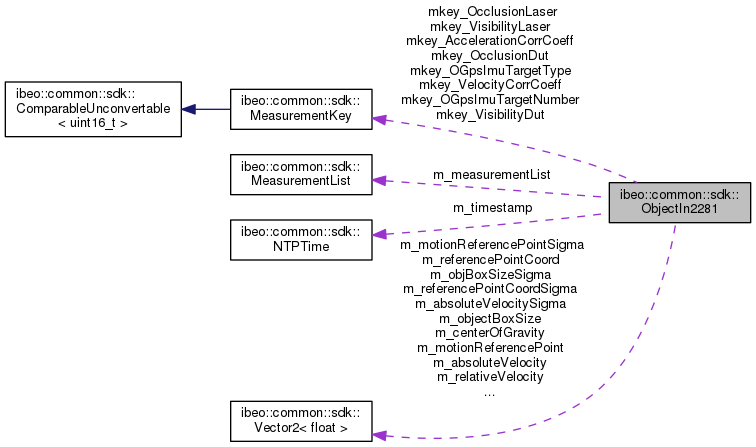 mkey_OcclusionLaser
mkey_VisibilityLaser
mkey_AccelerationCorrCoeff
mkey_OcclusionDut
mkey_OGpsImuTargetType
mkey_VelocityCorrCoeff
mkey_OGpsImuTargetNumber
mkey_VisibilityDut
ibeo::common::sdk::
ComparableUnconvertable
< uint16_t >
ibeo::common::sdk::
MeasurementKey
ibeo::common::sdk::
MeasurementList
m_measurementList
ibeo::common::sdk::
ObjectIn2281
m_timestamp
ibeo::common::sdk::
NTPTime
m_motionReferencePointSigma
m_referencePointCoord
m_objBoxSizeSigma
m_referencePointCoordSigma
m_absoluteVelocitySigma
m_objectBoxSize
m_centerOfGravity
m_motionReferencePoint
m_absoluteVelocity
m_relativeVelocity
...
ibeo::common::sdk::
Vector2< float >